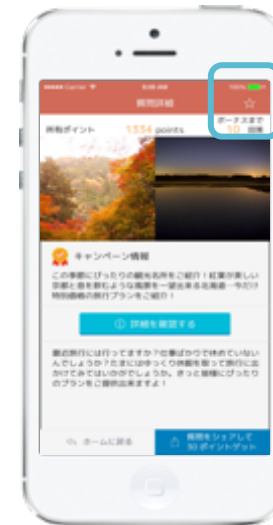 Carrier 8:08 AM 100%
質問詳細
所有ポイント 1334 points ボーナスまで
10 回答
キャンペーン情報
この季節にぴったりの観光名所をご紹介！紅葉が美しい
京都と息を飲むような風景を一望出来る北海道…今だけ
特別価格の旅行プランをご紹介！
詳細を確認する
最近旅行には行ってますか？仕事ばかりで休めていない
んでしょうか？たまにはゆっくり休暇を取って旅行に出
かけてみてはいかがでしょうか。きっと皆様にぴったり
のプランをご提供出来ますよ！
ホームに戻る
質問をシェアして
50 ポイントゲット